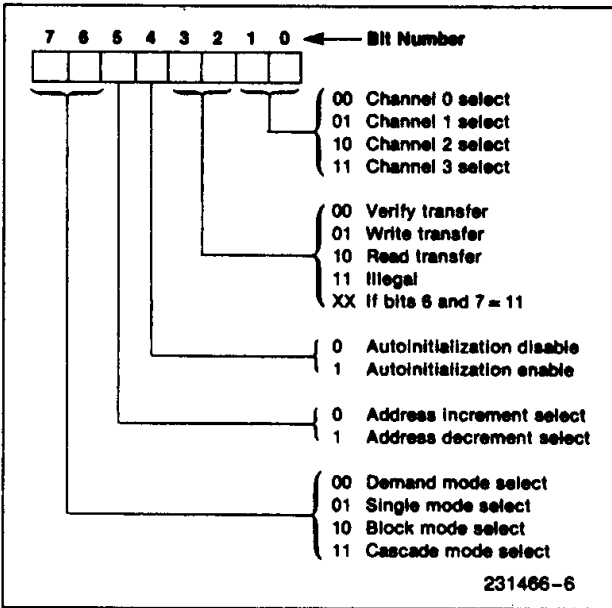 7 6 5 4 3 2 1 0 Bit Number
00 Channel 0 select
01 Channel 1 select
10 Channel 2 select
11 Channel 3 select
00 Verify transfer
01 Write transfer
10 Read transfer
11 Illegal
XX If bits 6 and 7 = 11
0 Autoinitialization disable
1 Autoinitialization enable
0 Address increment select
1 Address decrement select
00 Demand mode select
01 Single mode select
10 Block mode select
11 Cascade mode select
231466-6